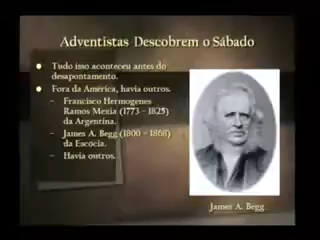 Adventistas Descobrem o Sábado
Tudo isso aconteceu antes do
desapontamento.
Fora da América, havia outros.
– Francisco Hermogenes
Ramos Mexia (1773 – 1825)
da Argentina.
– James A. Begg (1800 – 1868)
da Escócia.
– Havia outros.
James A. Begg